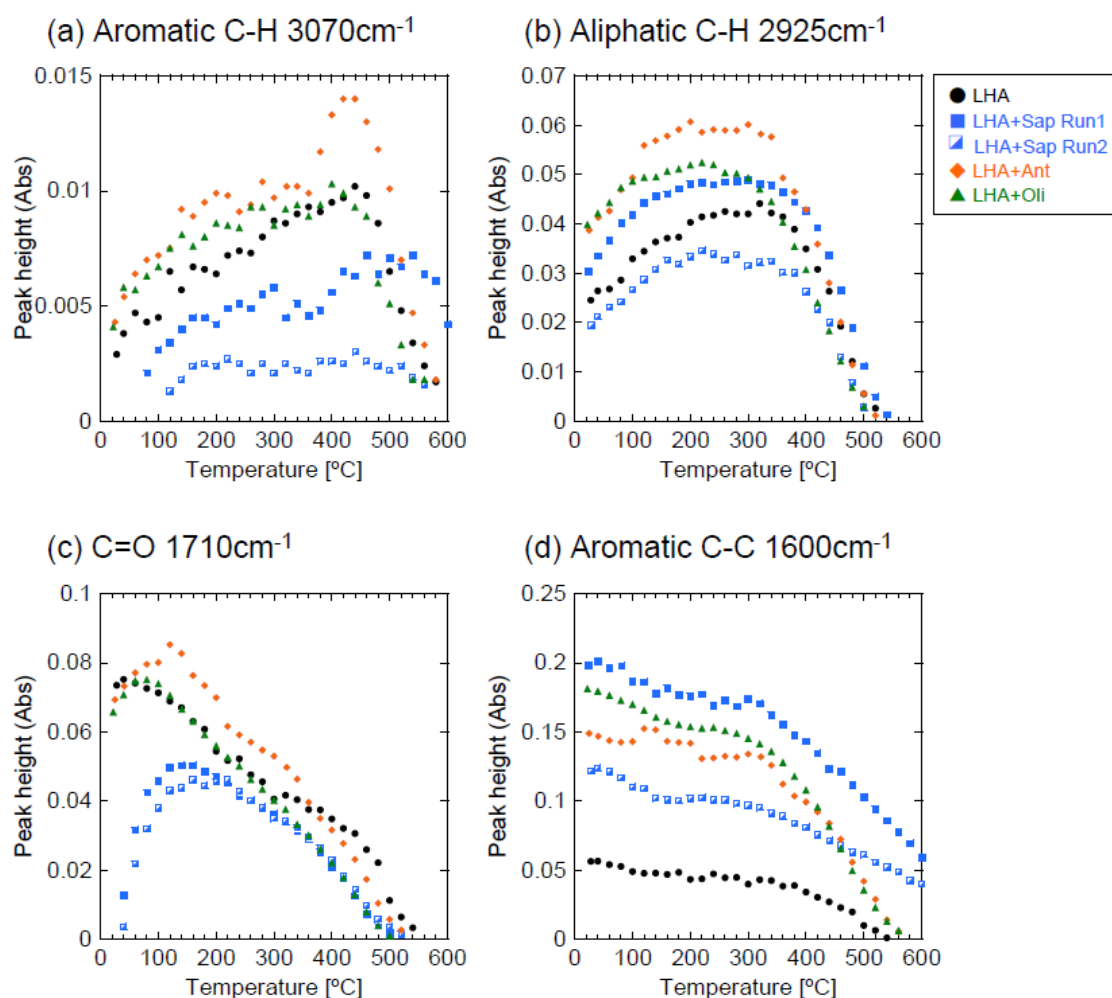 (a) Aromatic C-H 3070cm⁻¹
0.015
0.01
0.005
0
Peak height (Abs)
0 100 200 300 400 500 600
Temperature [ºC]
(b) Aliphatic C-H 2925cm⁻¹
0.07
0.06
0.05
0.04
0.03
0.02
0.01
0
Peak height (Abs)
0 100 200 300 400 500 600
Temperature [ºC]
LHA
LHA+Sap Run1
LHA+Sap Run2
LHA+Ant
LHA+Oli
(c) C=O 1710cm⁻¹
0.1
0.08
0.06
0.04
0.02
0
Peak height (Abs)
0 100 200 300 400 500 600
Temperature [ºC]
(d) Aromatic C-C 1600cm⁻¹
0.25
0.2
0.15
0.1
0.05
0
Peak height (Abs)
0 100 200 300 400 500 600
Temperature [ºC]